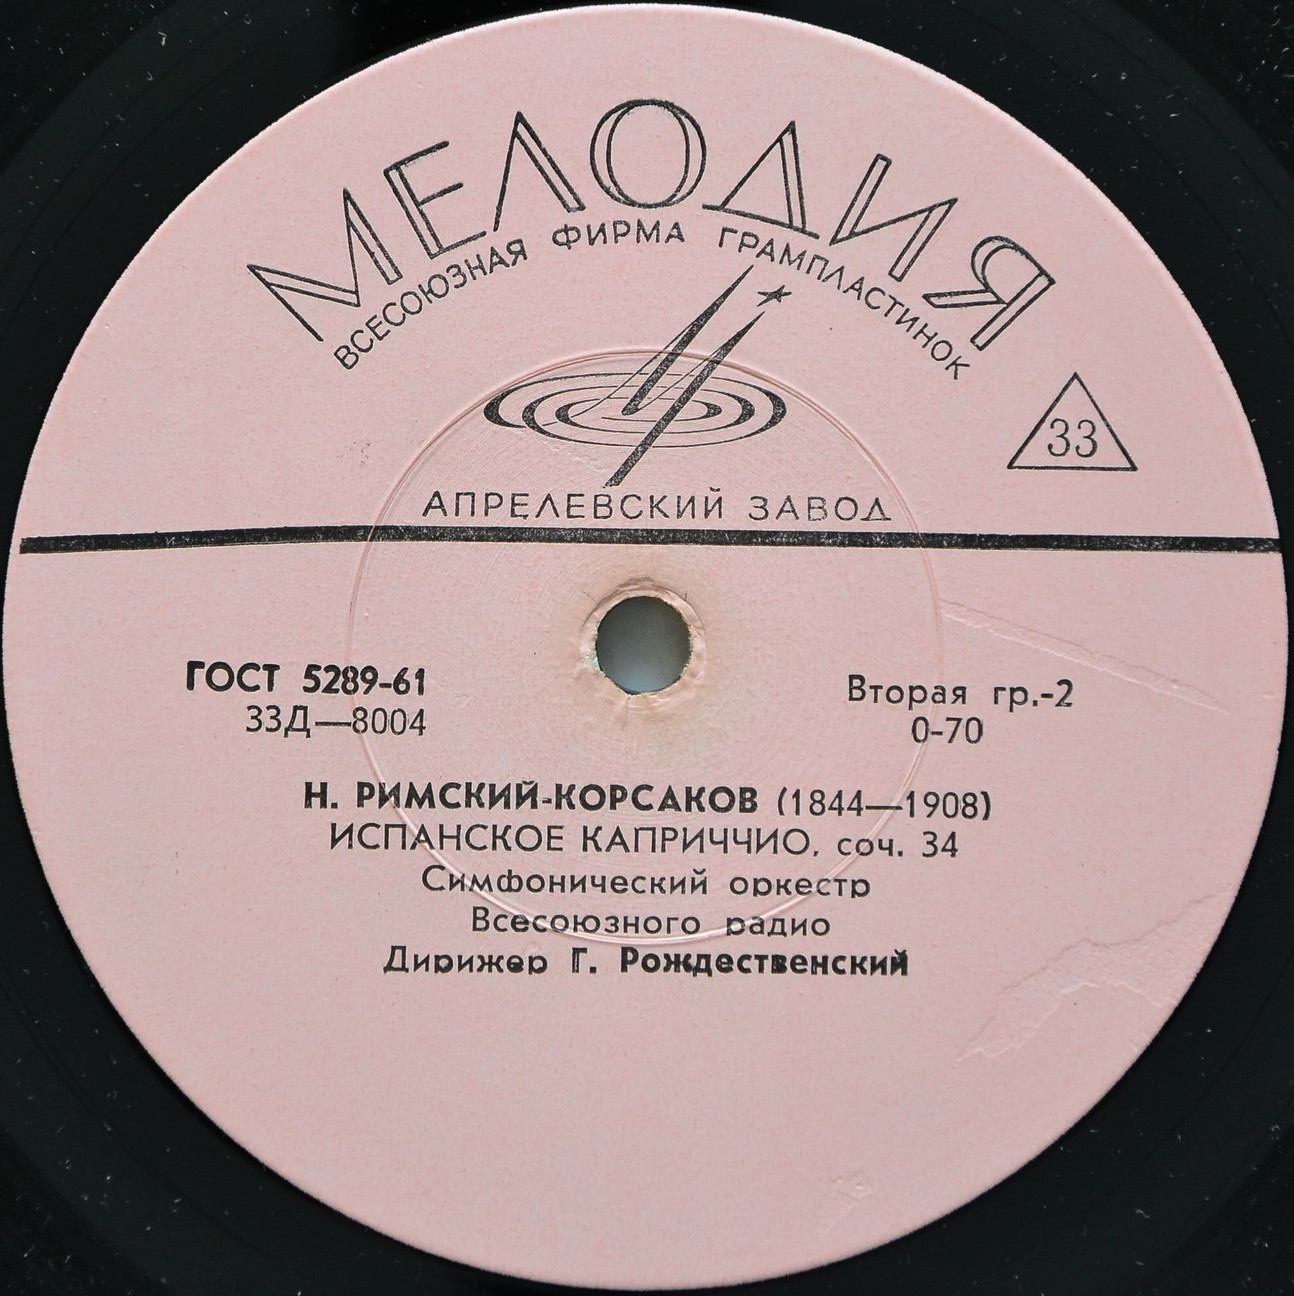 МЕЛОДИЯ
ВСЕСОЮЗНАЯ ФИРМА ГРАМПЛАСТИНОК
33
АПРЕЛЕВСКИЙ ЗАВОД
ГОСТ 5289-61
33Д—8004
Вторая гр.-2
0-70
Н. РИМСКИЙ-КОРСАКОВ (1844—1908)
ИСПАНСКОЕ КАПРИЧЧИО, соч. 34
Симфонический оркестр
Всесоюзного радио
Дирижер Г. Рождественский